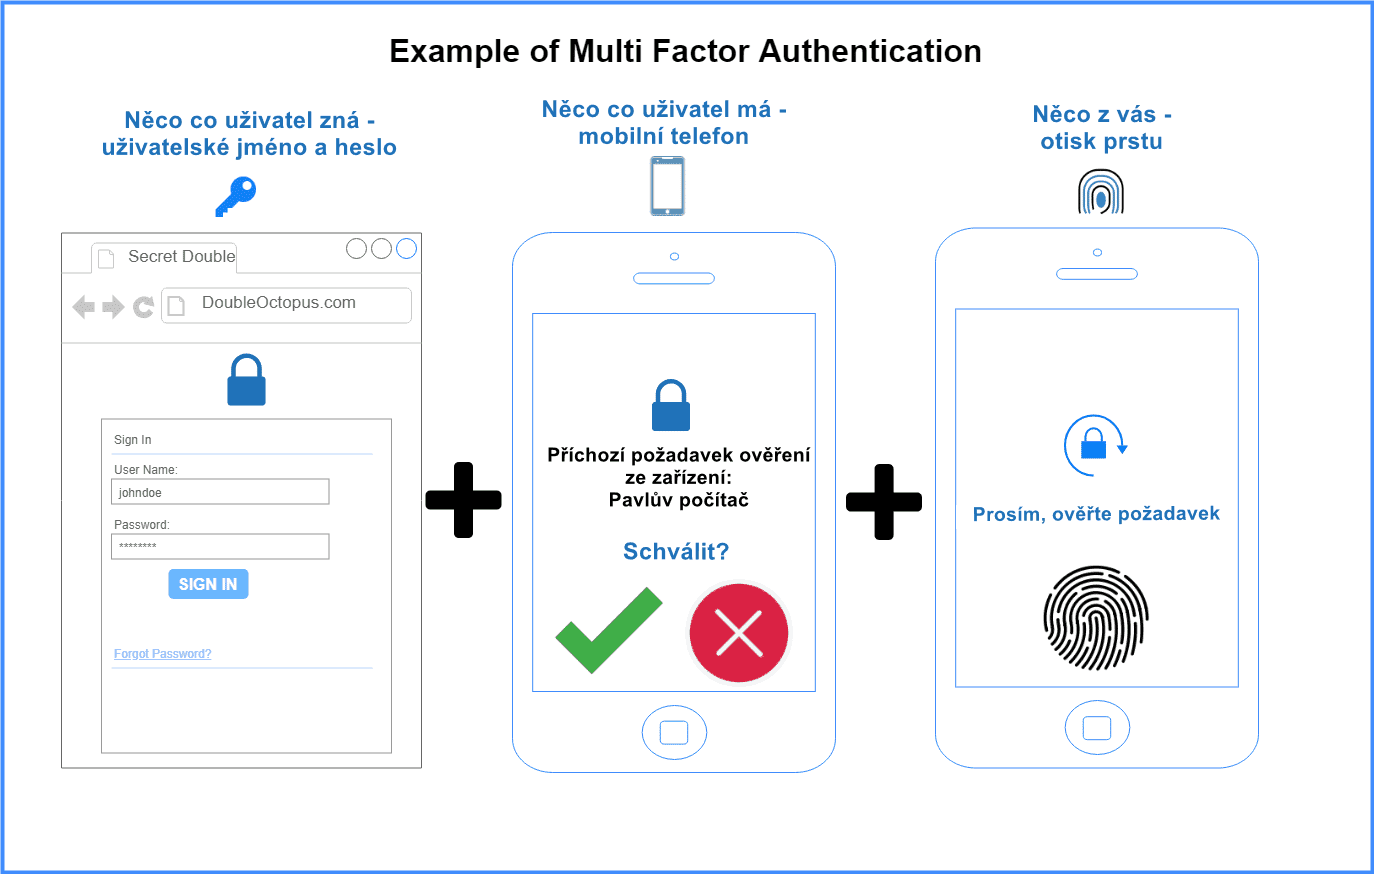 Example of Multi Factor Authentication
Něco co uživatel zná -
uživatelské jméno a heslo
Secret Double
DoubleOctopus.com
Sign In
User Name:
johndoe
Password:
********
SIGN IN
Forgot Password?
Něco co uživatel má -
mobilní telefon
Příchozí požadavek ověření
ze zařízení:
Pavlův počítač
Schválit?
Něco z vás -
otisk prstu
Prosím, ověřte požadavek